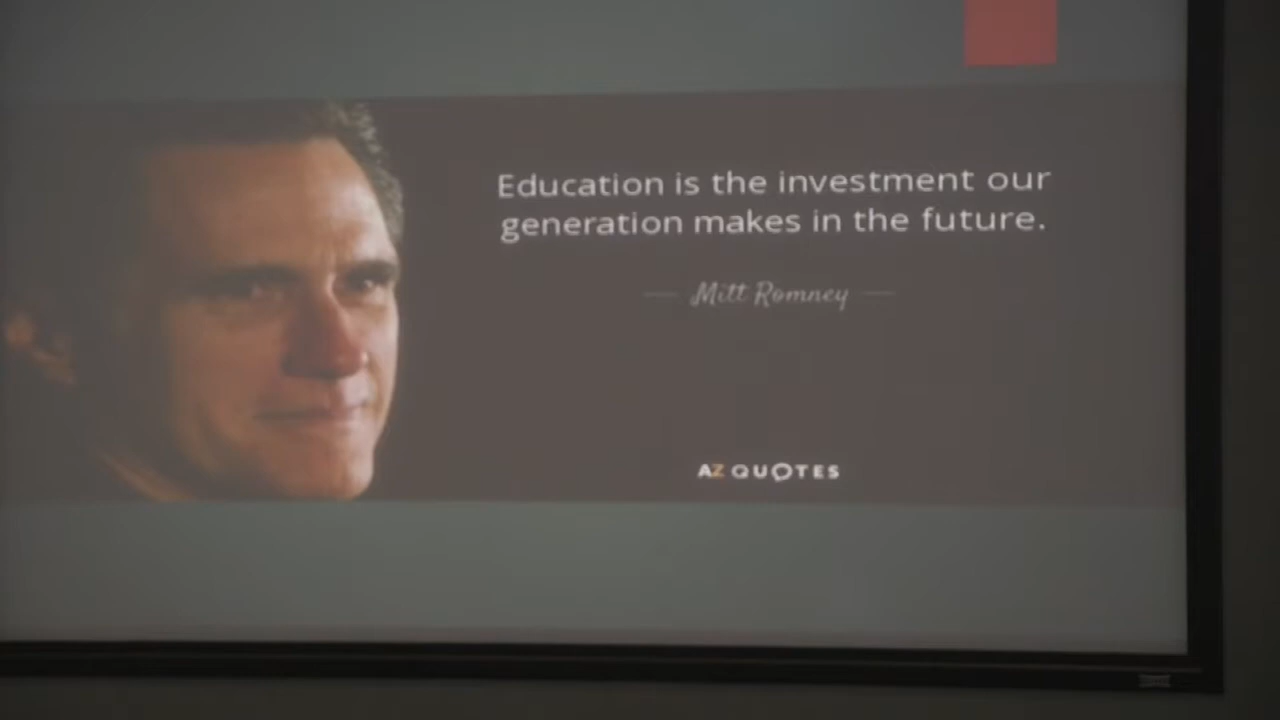 Education is the investment our
generation makes in the future.
Mitt Romney
AZ QUOTES